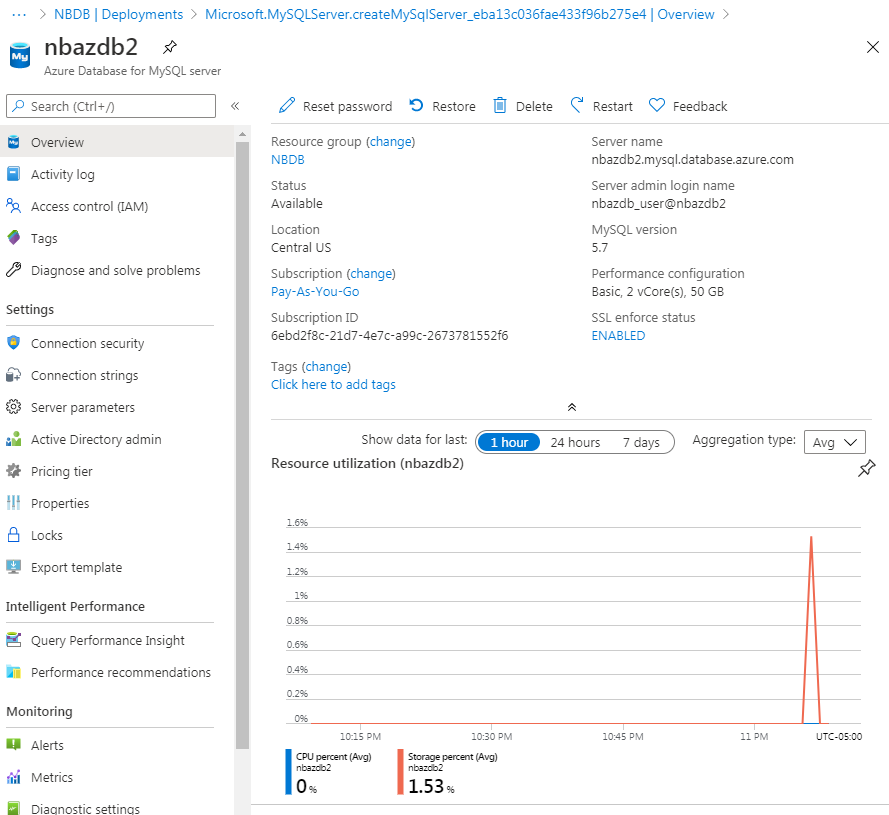 ··· > NBDB | Deployments > Microsoft.MySQLServer.createMySqlServer_eba13c036fae433f96b275e4 | Overview >
My
nbazdb2
Azure Database for MySQL server
Search (Ctrl+/)
«
Overview
Activity log
Access control (IAM)
Tags
Diagnose and solve problems
Settings
Connection security
Connection strings
Server parameters
Active Directory admin
Pricing tier
Properties
Locks
Export template
Intelligent Performance
Query Performance Insight
Performance recommendations
Monitoring
Alerts
Metrics
Diagnostic settings
Reset password Restore Delete Restart Feedback
Resource group (change)
NBDB
Status
Available
Location
Central US
Subscription (change)
Pay-As-You-Go
Subscription ID
6ebd2f8c-21d7-4e7c-a99c-2673781552f6
Tags (change)
Click here to add tags
Server name
nbazdb2.mysql.database.azure.com
Server admin login name
nbazdb_user@nbazdb2
MySQL version
5.7
Performance configuration
Basic, 2 vCore(s), 50 GB
SSL enforce status
ENABLED
Show data for last: 1 hour 24 hours 7 days Aggregation type: Avg
Resource utilization (nbazdb2)
1.6%
1.4%
1.2%
1%
0.8%
0.6%
0.4%
0.2%
0%
10:15 PM 10:30 PM 10:45 PM 11 PM UTC-05:00
CPU percent (Avg)
nbazdb2
0 %
Storage percent (Avg)
nbazdb2
1.53 %